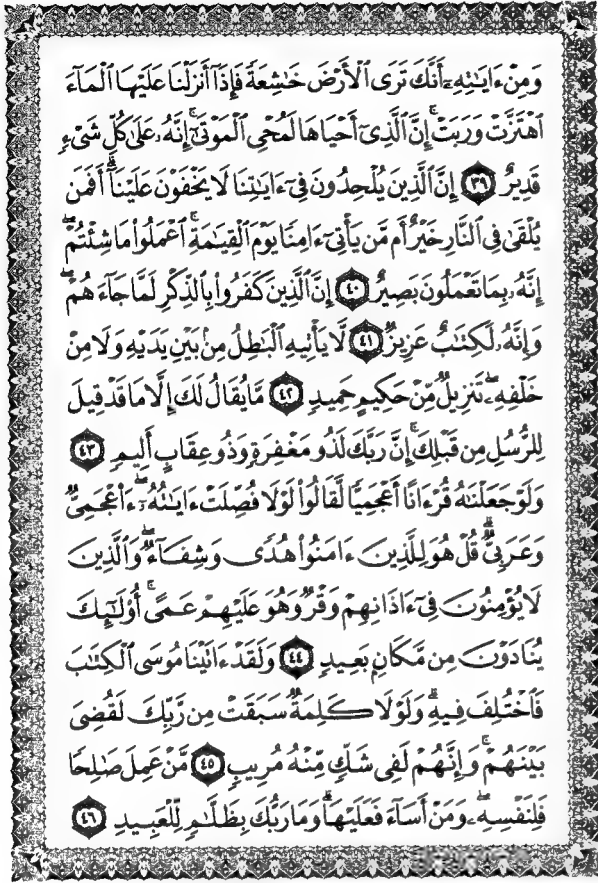 وَمِنْ ءَايَـٰتِهِۦٓ أَنَّكَ تَرَى ٱلْأَرْضَ خَـٰشِعَةً فَإِذَآ أَنزَلْنَا عَلَيْهَا ٱلْمَآءَ
ٱهْتَزَّتْ وَرَبَتْ ۚ إِنَّ ٱلَّذِىٓ أَحْيَاهَا لَمُحْىِ ٱلْمَوْتَىٰٓ ۚ إِنَّهُۥ عَلَىٰ كُلِّ شَىْءٍ
قَدِيرٌ ﴿٣٩﴾ إِنَّ ٱلَّذِينَ يُلْحِدُونَ فِىٓ ءَايَـٰتِنَا لَا يَخْفَوْنَ عَلَيْنَآ ۗ أَفَمَن
يُلْقَىٰ فِى ٱلنَّارِ خَيْرٌ أَم مَّن يَأْتِىٓ ءَامِنًا يَوْمَ ٱلْقِيَـٰمَةِ ۚ ٱعْمَلُوا۟ مَا شِئْتُمْ ۖ
إِنَّهُۥ بِمَا تَعْمَلُونَ بَصِيرٌ ﴿٤٠﴾ إِنَّ ٱلَّذِينَ كَفَرُوا۟ بِٱلذِّكْرِ لَمَّا جَآءَهُمْ ۖ
وَإِنَّهُۥ لَكِتَـٰبٌ عَزِيزٌ ﴿٤١﴾ لَّا يَأْتِيهِ ٱلْبَـٰطِلُ مِنۢ بَيْنِ يَدَيْهِ وَلَا مِنْ
خَلْفِهِۦ ۖ تَنزِيلٌ مِّنْ حَكِيمٍ حَمِيدٍ ﴿٤٢﴾ مَّا يُقَالُ لَكَ إِلَّا مَا قَدْ قِيلَ
لِلرُّسُلِ مِن قَبْلِكَ ۚ إِنَّ رَبَّكَ لَذُو مَغْفِرَةٍ وَذُو عِقَابٍ أَلِيمٍ ﴿٤٣﴾
وَلَوْ جَعَلْنَـٰهُ قُرْءَانًا أَعْجَمِيًّا لَّقَالُوا۟ لَوْلَا فُصِّلَتْ ءَايَـٰتُهُۥٓ ۖ ءَا۬عْجَمِىٌّ
وَعَرَبِىٌّ ۗ قُلْ هُوَ لِلَّذِينَ ءَامَنُوا۟ هُدًى وَشِفَآءٌ ۖ وَٱلَّذِينَ
لَا يُؤْمِنُونَ فِىٓ ءَاذَانِهِمْ وَقْرٌ وَهُوَ عَلَيْهِمْ عَمًى ۚ أُو۟لَـٰٓئِكَ
يُنَادَوْنَ مِن مَّكَانٍۭ بَعِيدٍ ﴿٤٤﴾ وَلَقَدْ ءَاتَيْنَا مُوسَى ٱلْكِتَـٰبَ
فَٱخْتُلِفَ فِيهِ ۗ وَلَوْلَا كَلِمَةٌ سَبَقَتْ مِن رَّبِّكَ لَقُضِىَ
بَيْنَهُمْ ۚ وَإِنَّهُمْ لَفِى شَكٍّ مِّنْهُ مُرِيبٍ ﴿٤٥﴾ مَّنْ عَمِلَ صَـٰلِحًا
فَلِنَفْسِهِۦ ۖ وَمَنْ أَسَآءَ فَعَلَيْهَا ۗ وَمَا رَبُّكَ بِظَلَّـٰمٍ لِّلْعَبِيدِ ﴿٤٦﴾